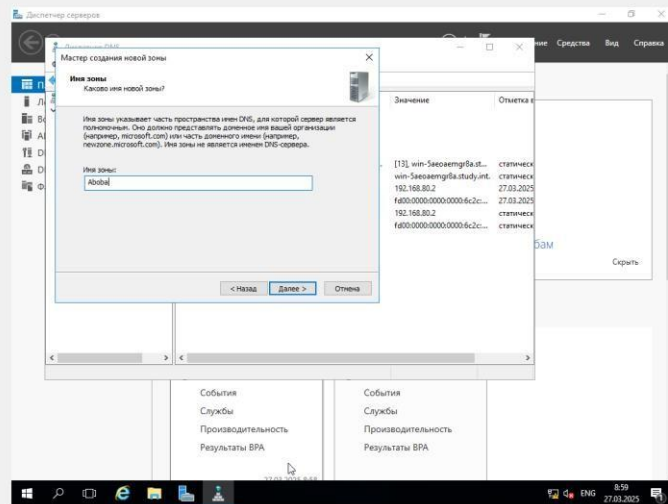 Диспетчер серверов
Средства
Вид
Справка
Мастер создания новой зоны
Имя зоны
Каково имя новой зоны?
Имя зоны указывает часть пространства имен DNS, для которой сервер является
полномочным. Оно должно представлять доменное имя вашей организации
(например, microsoft.com) или часть доменного имени (например,
newzone.microsoft.com). Имя зоны не является именем DNS-сервера.
Имя зоны:
Aboba
< Назад
Далее >
Отмена
Значение
Отметка в
[13], win-5aeoaemgr8a.st... статическ
win-5aeoaemgr8a.study.int. статическ
192.168.80.2 27.03.2025
fd00:0000:0000:0000:6c2c:... 27.03.2025
192.168.80.2 статическ
fd00:0000:0000:0000:6c2c:... статическ
бам
Скрыть
События
События
Службы
Службы
Производительность
Производительность
Результаты BPA
Результаты BPA
ENG
8:59
27.03.2025